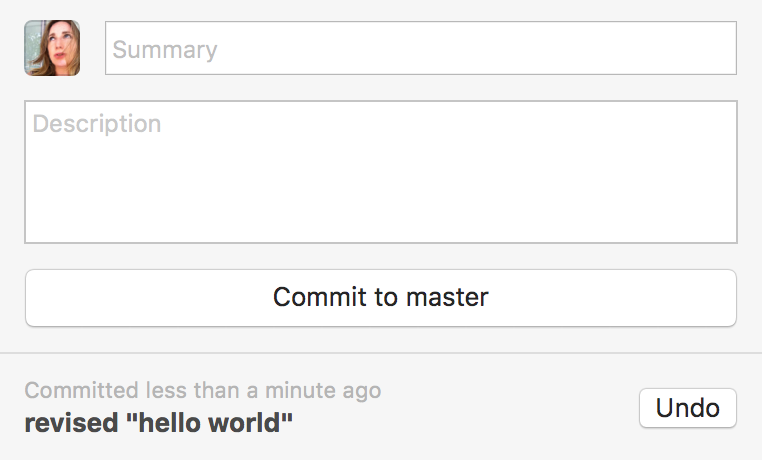 Summary
Description
Commit to master
Committed less than a minute ago
revised "hello world"
Undo